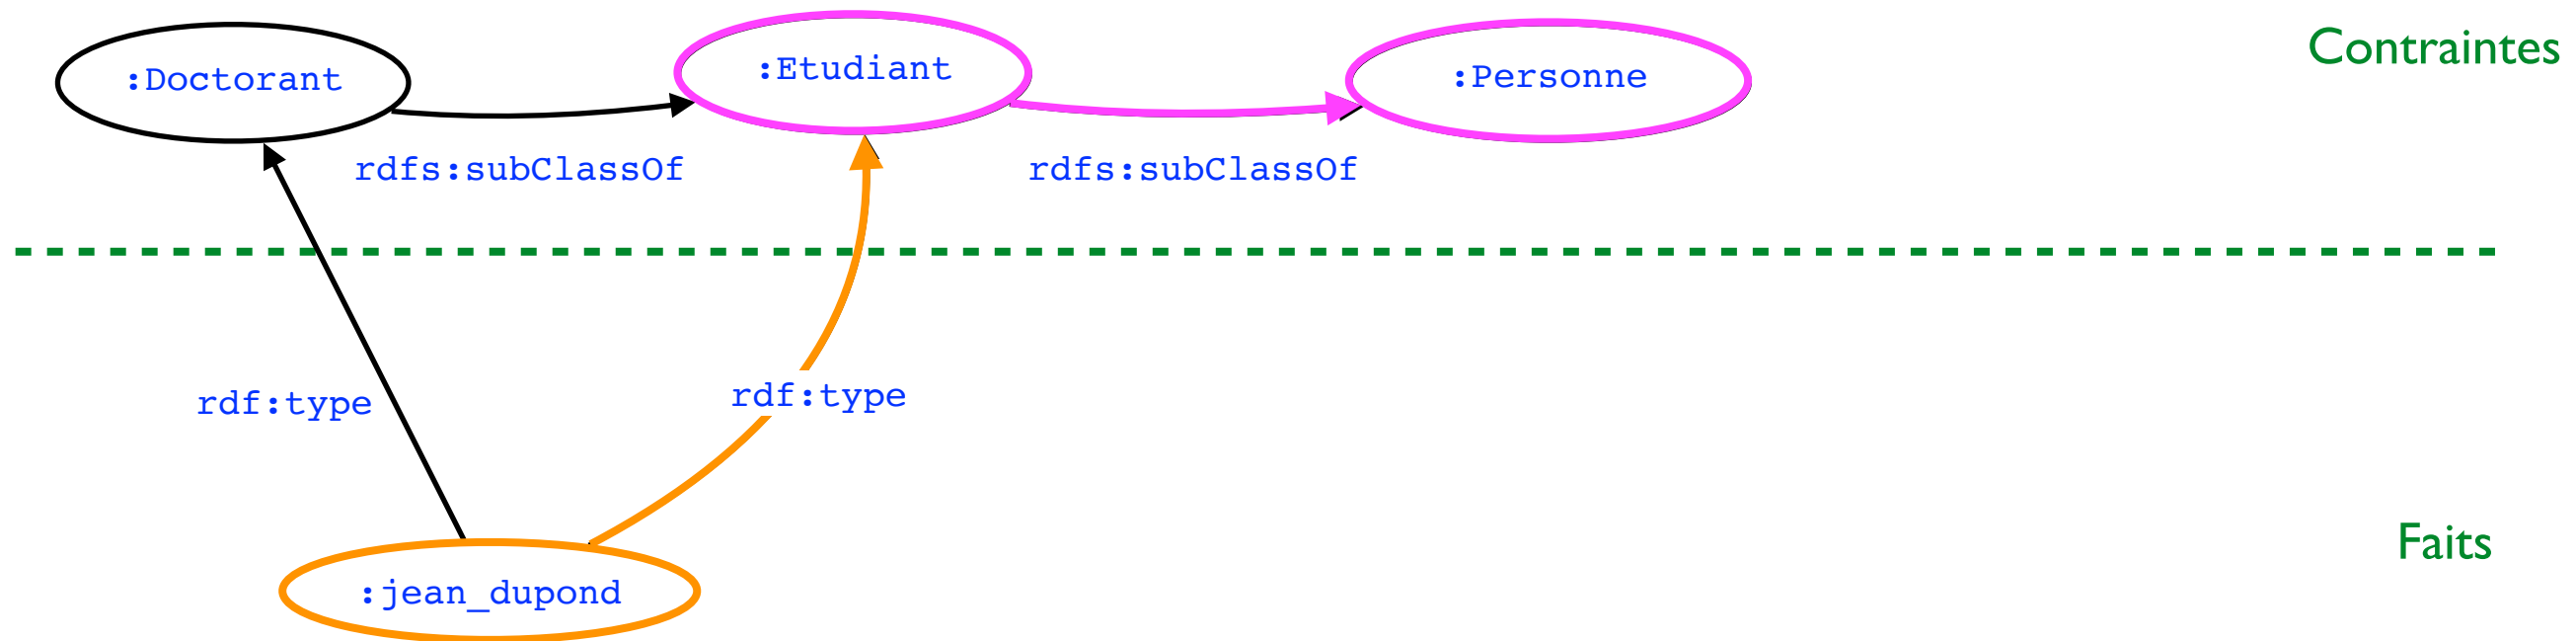 :Doctorant
:Etudiant
:Personne
Contraintes
rdfs:subClassOf
rdfs:subClassOf
rdf:type
rdf:type
Faits
:jean_dupond